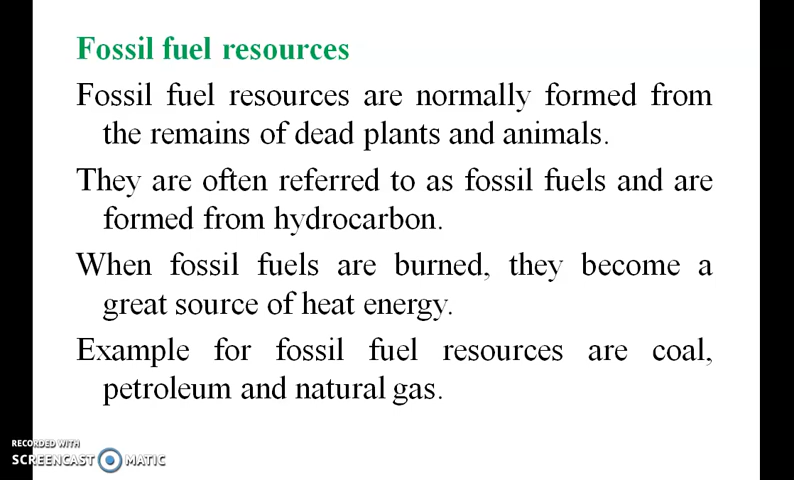 Fossil fuel resources
Fossil fuel resources are normally formed from
the remains of dead plants and animals.
They are often referred to as fossil fuels and are
formed from hydrocarbon.
When fossil fuels are burned, they become a
great source of heat energy.
Example for fossil fuel resources are coal,
petroleum and natural gas.
RECORDED WITH
SCREENCAST MATIC